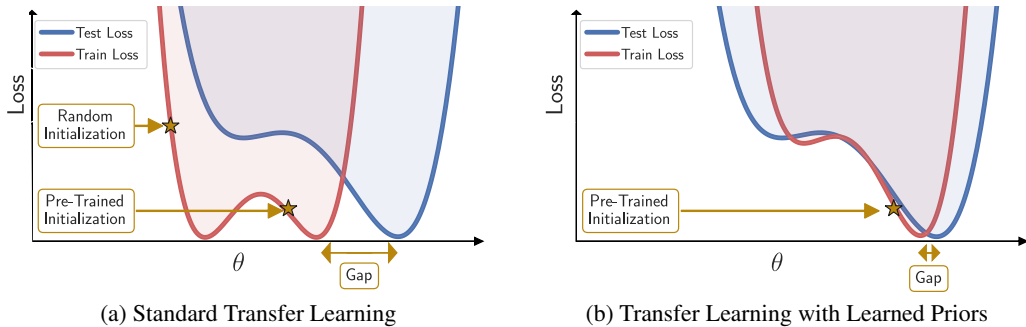 Test Loss
Train Loss
Loss
Random
Initialization
Pre-Trained
Initialization
θ
Gap
(a) Standard Transfer Learning
Test Loss
Train Loss
Loss
Pre-Trained
Initialization
θ
Gap
(b) Transfer Learning with Learned Priors